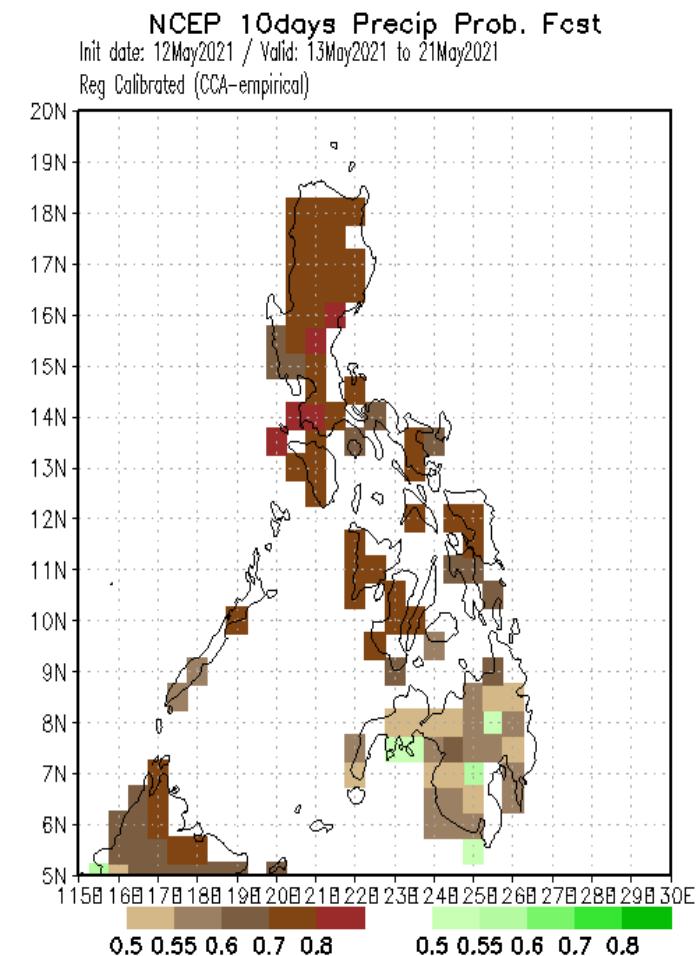 NCEP 10days Precip Prob. Fcst
Init date: 12May2021 / Valid: 13May2021 to 21May2021
Reg Calibrated (CCA-empirical)
20N
19N
18N
17N
16N
15N
14N
13N
12N
11N
10N
9N
8N
7N
6N
5N
115E 116E 117E 118E 119E 120E 121E 122E 123E 124E 125E 126E 127E 128E 129E 130E
0.5 0.55 0.6 0.7 0.8 0.5 0.55 0.6 0.7 0.8